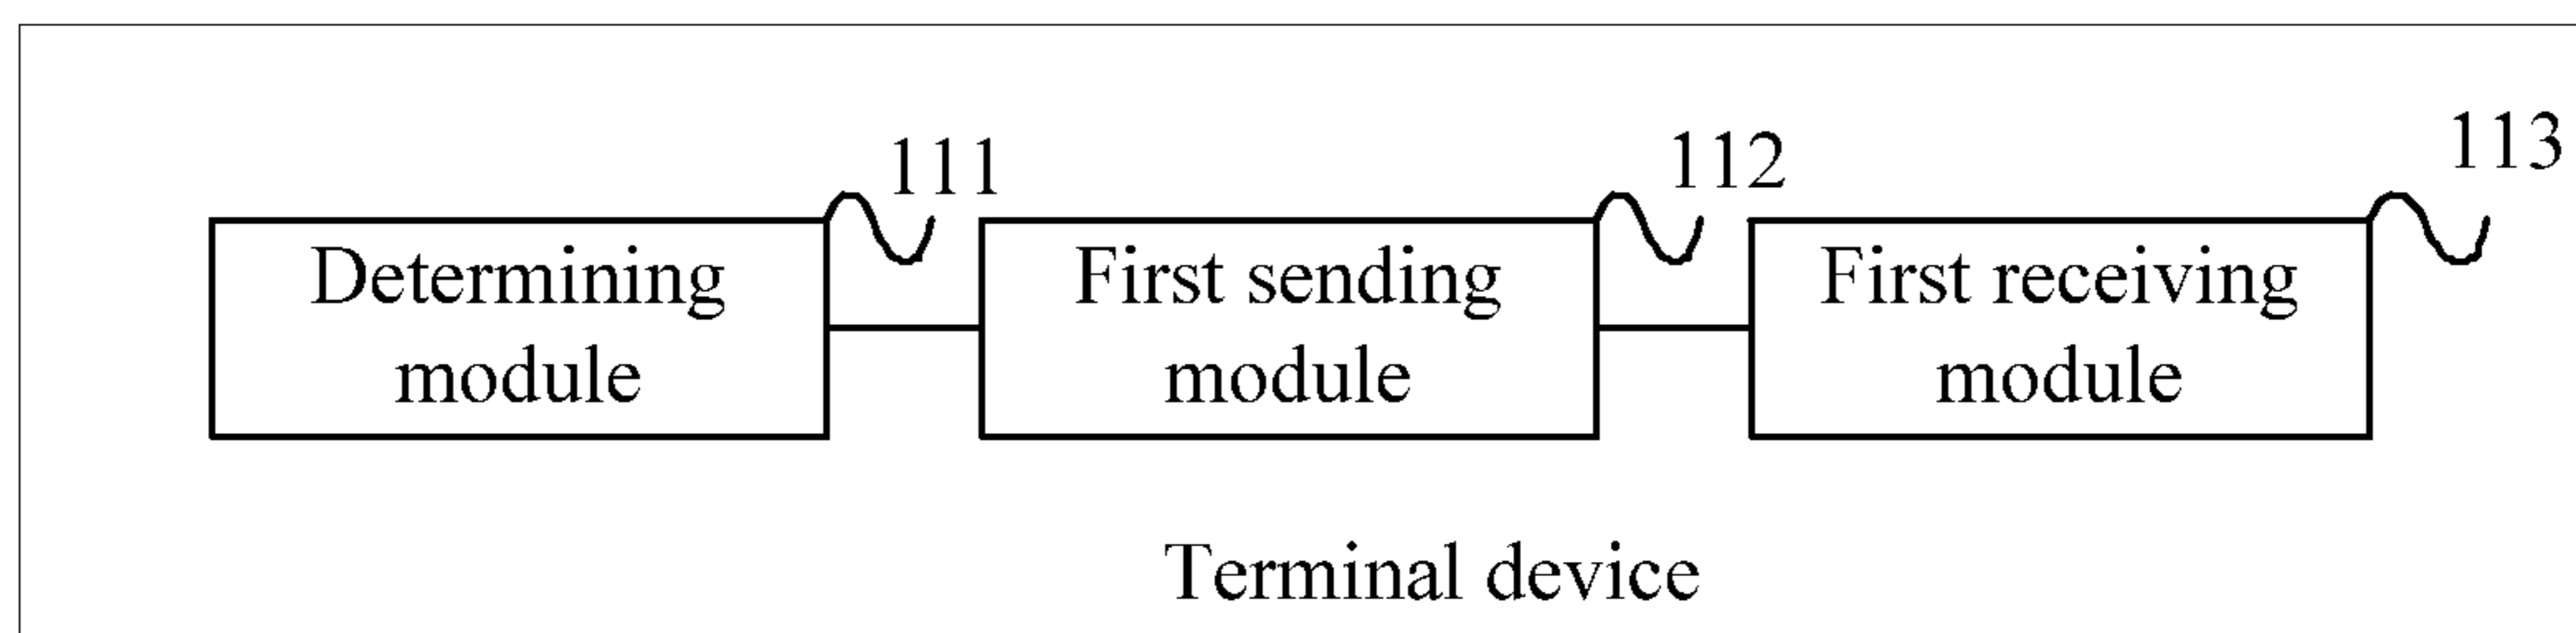 111
112
113
Determining
module
First sending
module
First receiving
module
Terminal device